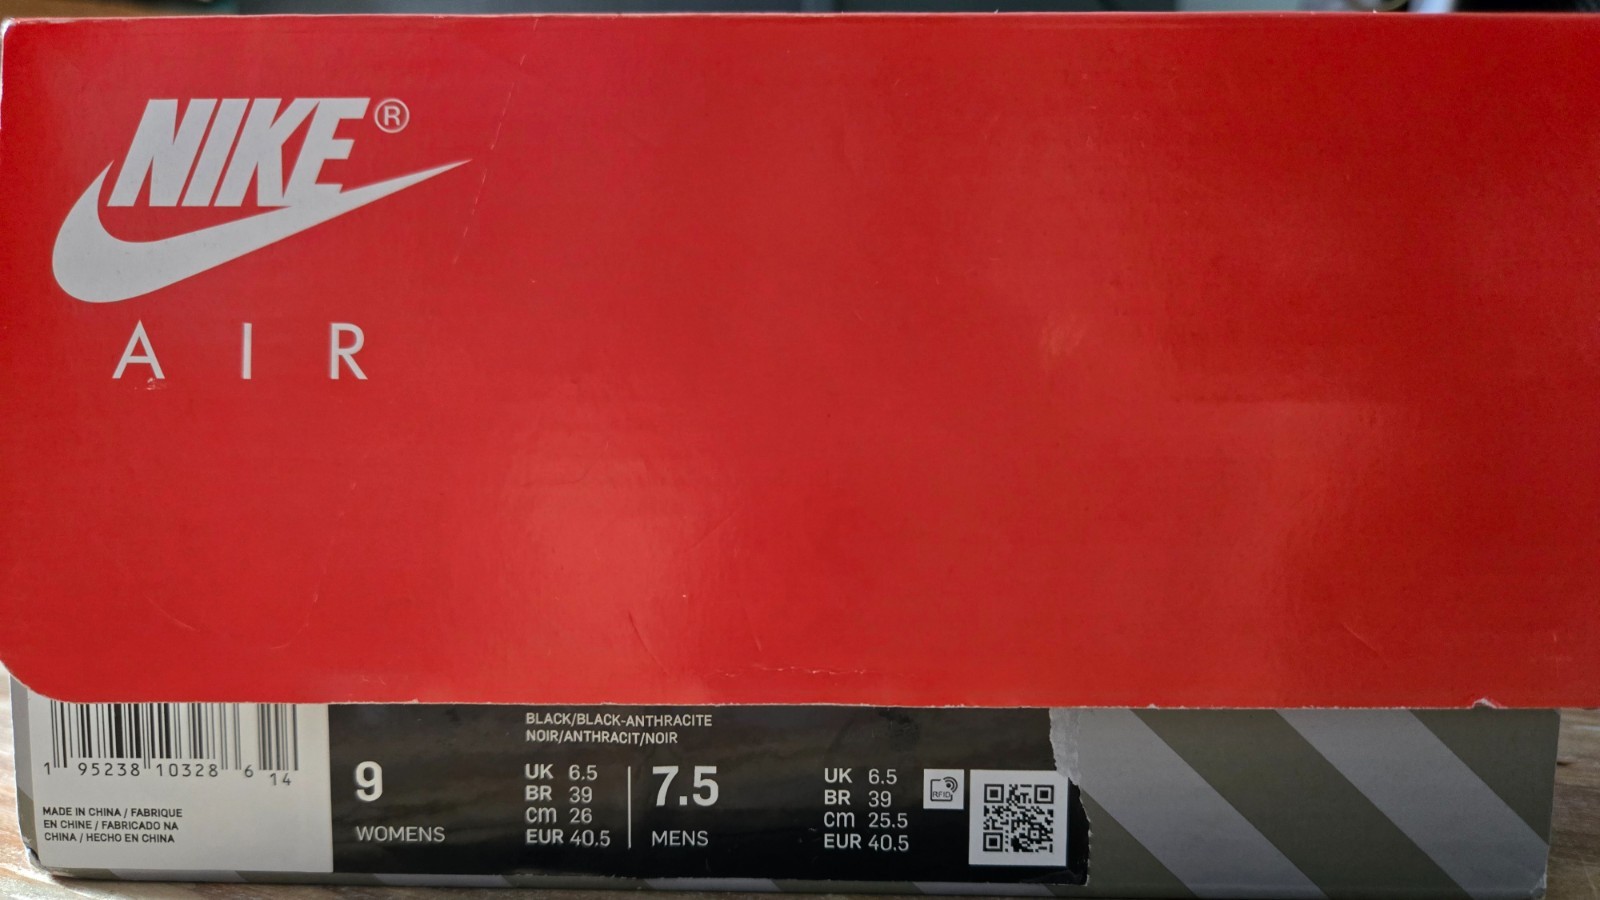 NIKE®
AIR
BLACK/BLACK-ANTHRACITE
NOIR/ANTHRACIT/NOIR
1 95238 10328 6 14
MADE IN CHINA / FABRIQUE
EN CHINE / FABRICADO NA
CHINA / HECHO EN CHINA
9
WOMENS
UK 6.5
BR 39
cm 26
EUR 40.5
7.5
MENS
UK 6.5
BR 39
cm 25.5
EUR 40.5
RFID